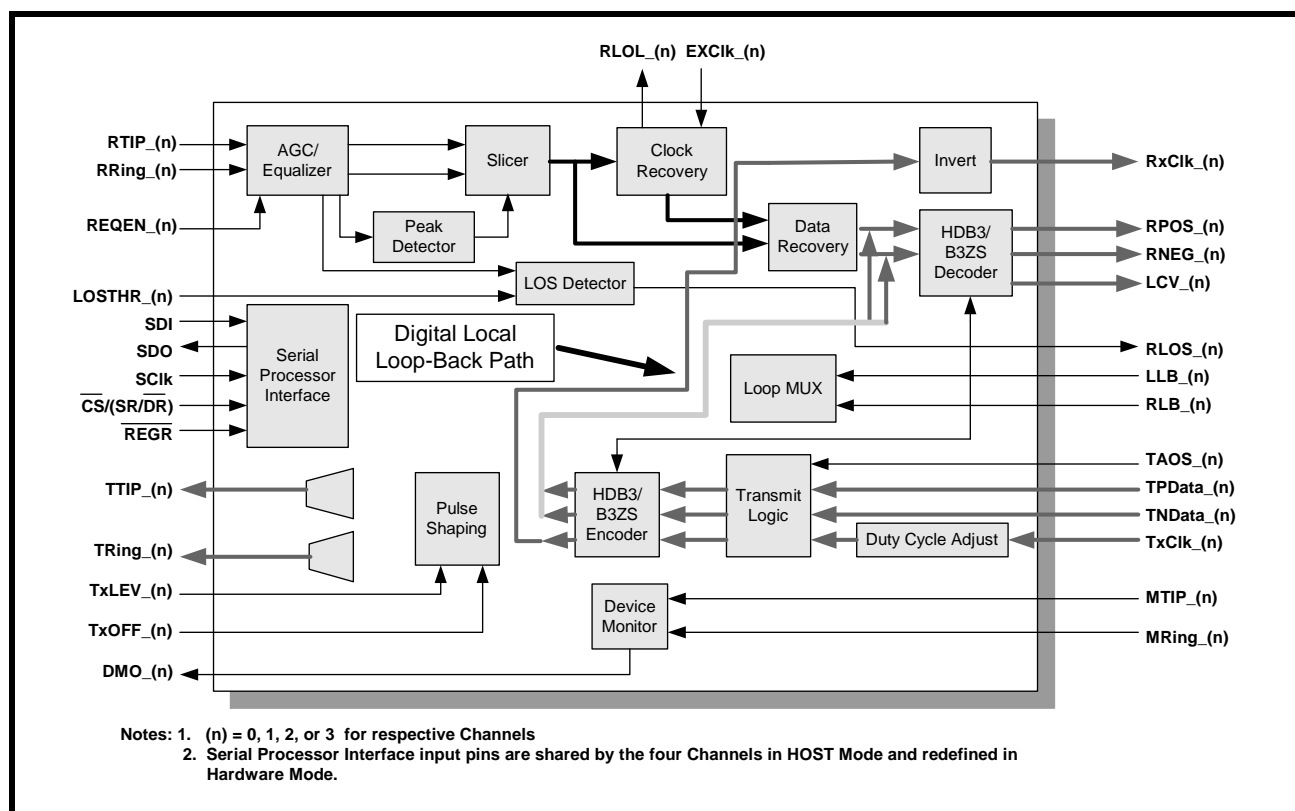 RLOL_(n) EXClk_(n)
RTIP_(n)
RRing_(n)
REQEN_(n)
LOSTHR_(n)
SDI
SDO
SClk
CS/(SR/DR)
REGR
TTIP_(n)
TRing_(n)
TxLEV_(n)
TxOFF_(n)
DMO_(n)
AGC/
Equalizer
Slicer
Clock
Recovery
Invert
Peak
Detector
Data
Recovery
HDB3/
B3ZS
Decoder
LOS Detector
Serial
Processor
Interface
Digital Local
Loop-Back Path
Loop MUX
Pulse
Shaping
HDB3/
B3ZS
Encoder
Transmit
Logic
Duty Cycle Adjust
Device
Monitor
RxClk_(n)
RPOS_(n)
RNEG_(n)
LCV_(n)
RLOS_(n)
LLB_(n)
RLB_(n)
TAOS_(n)
TPData_(n)
TNData_(n)
TxClk_(n)
MTIP_(n)
MRing_(n)
Notes: 1. (n) = 0, 1, 2, or 3 for respective Channels
2. Serial Processor Interface input pins are shared by the four Channels in HOST Mode and redefined in
Hardware Mode.